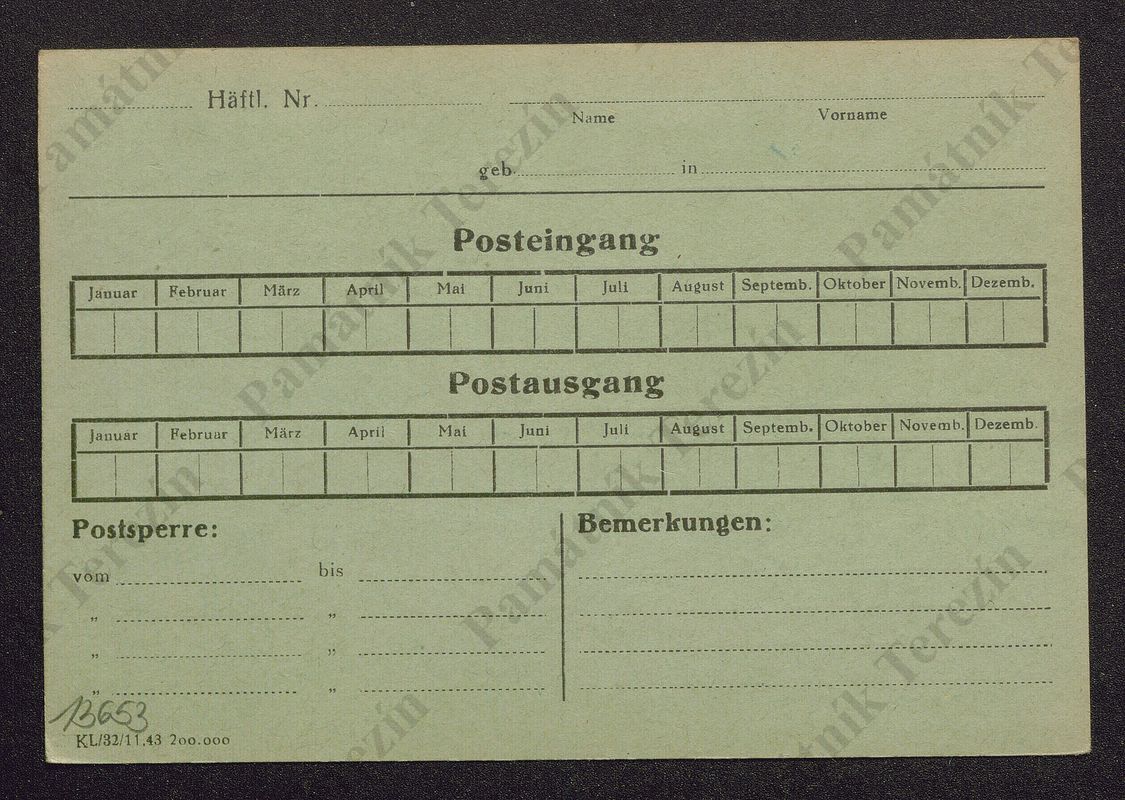 Häftl. Nr.
Name Vorname
geb. in
Posteingang
Januar Februar März April Mai Juni Juli August Septemb. Oktober Novemb. Dezemb.
Postausgang
Januar Februar März April Mai Juni Juli August Septemb. Oktober Novemb. Dezemb.
Postsperre: Bemerkungen:
vom bis
„ „
„ „
„ „
13653
KL/32/11.43 200.000
Památník Terezín